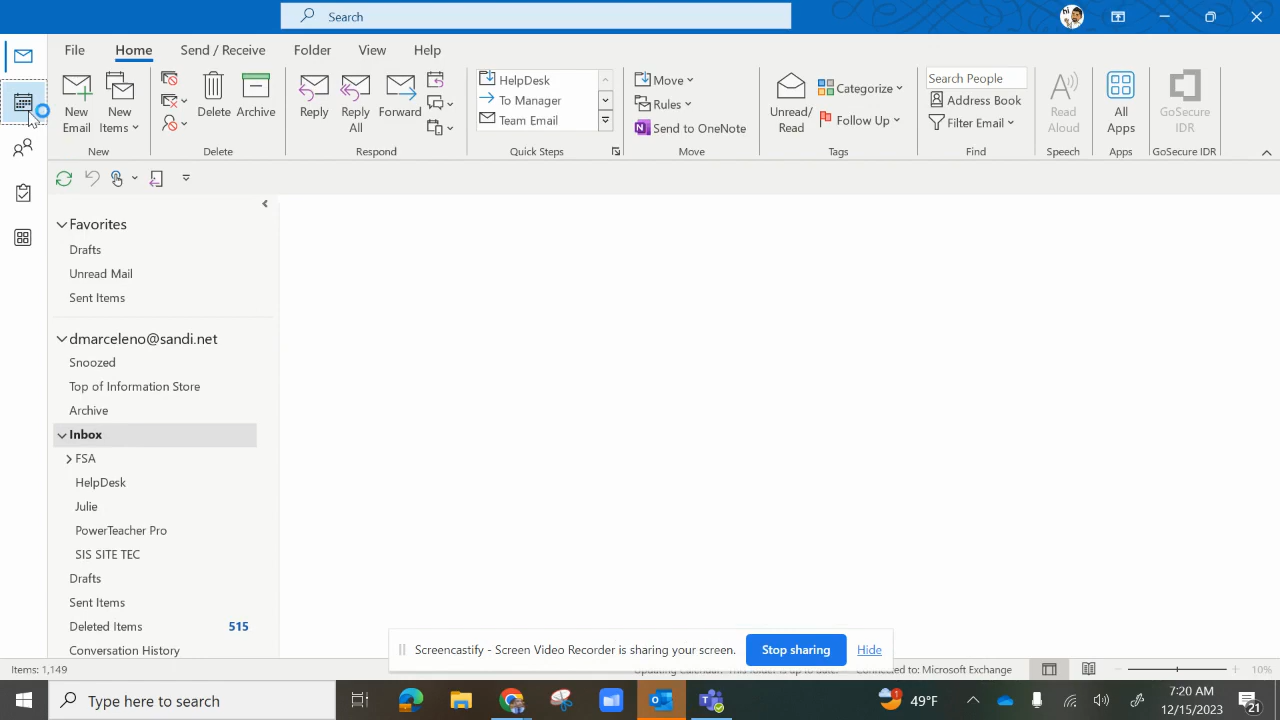 Search
File Home Send / Receive Folder View Help
New Email
New Items
Delete
Archive
Reply
Reply All
Forward
HelpDesk
To Manager
Team Email
Move
Rules
Send to OneNote
Unread/ Read
Categorize
Follow Up
Search People
Address Book
Filter Email
Read Aloud
All Apps
GoSecure IDR
New Delete Respond Quick Steps Move Tags Find Speech Apps GoSecure IDR
Favorites
Drafts
Unread Mail
Sent Items
dmarceleno@sandi.net
Snoozed
Top of Information Store
Archive
Inbox
FSA
HelpDesk
Julie
PowerTeacher Pro
SIS SITE TEC
Drafts
Sent Items
Deleted Items 515
Conversation History
Screencastify - Screen Video Recorder is sharing your screen. Stop sharing Hide
Items: 1,149 Connected to: Microsoft Exchange 10%
Type here to search
49°F
7:20 AM
12/15/2023
21